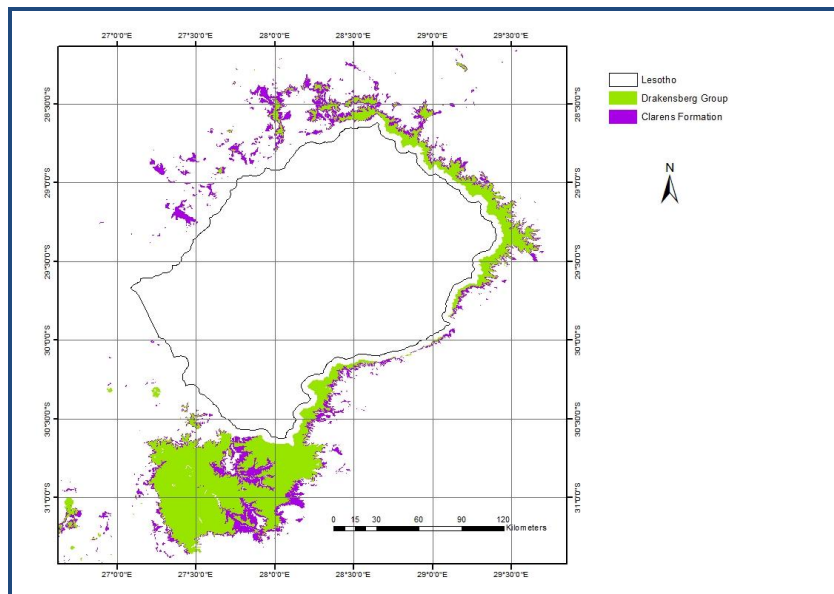 27°0'0"E 27°30'0"E 28°0'0"E 28°30'0"E 29°0'0"E 29°30'0"E
28°30'0"S 28°30'0"S
29°0'0"S 29°0'0"S
29°30'0"S 29°30'0"S
30°0'0"S 30°0'0"S
30°30'0"S 30°30'0"S
31°0'0"S 31°0'0"S
Lesotho
Drakensberg Group
Clarens Formation
N
0 15 30 60 90 120
Kilometers
27°0'0"E 27°30'0"E 28°0'0"E 28°30'0"E 29°0'0"E 29°30'0"E